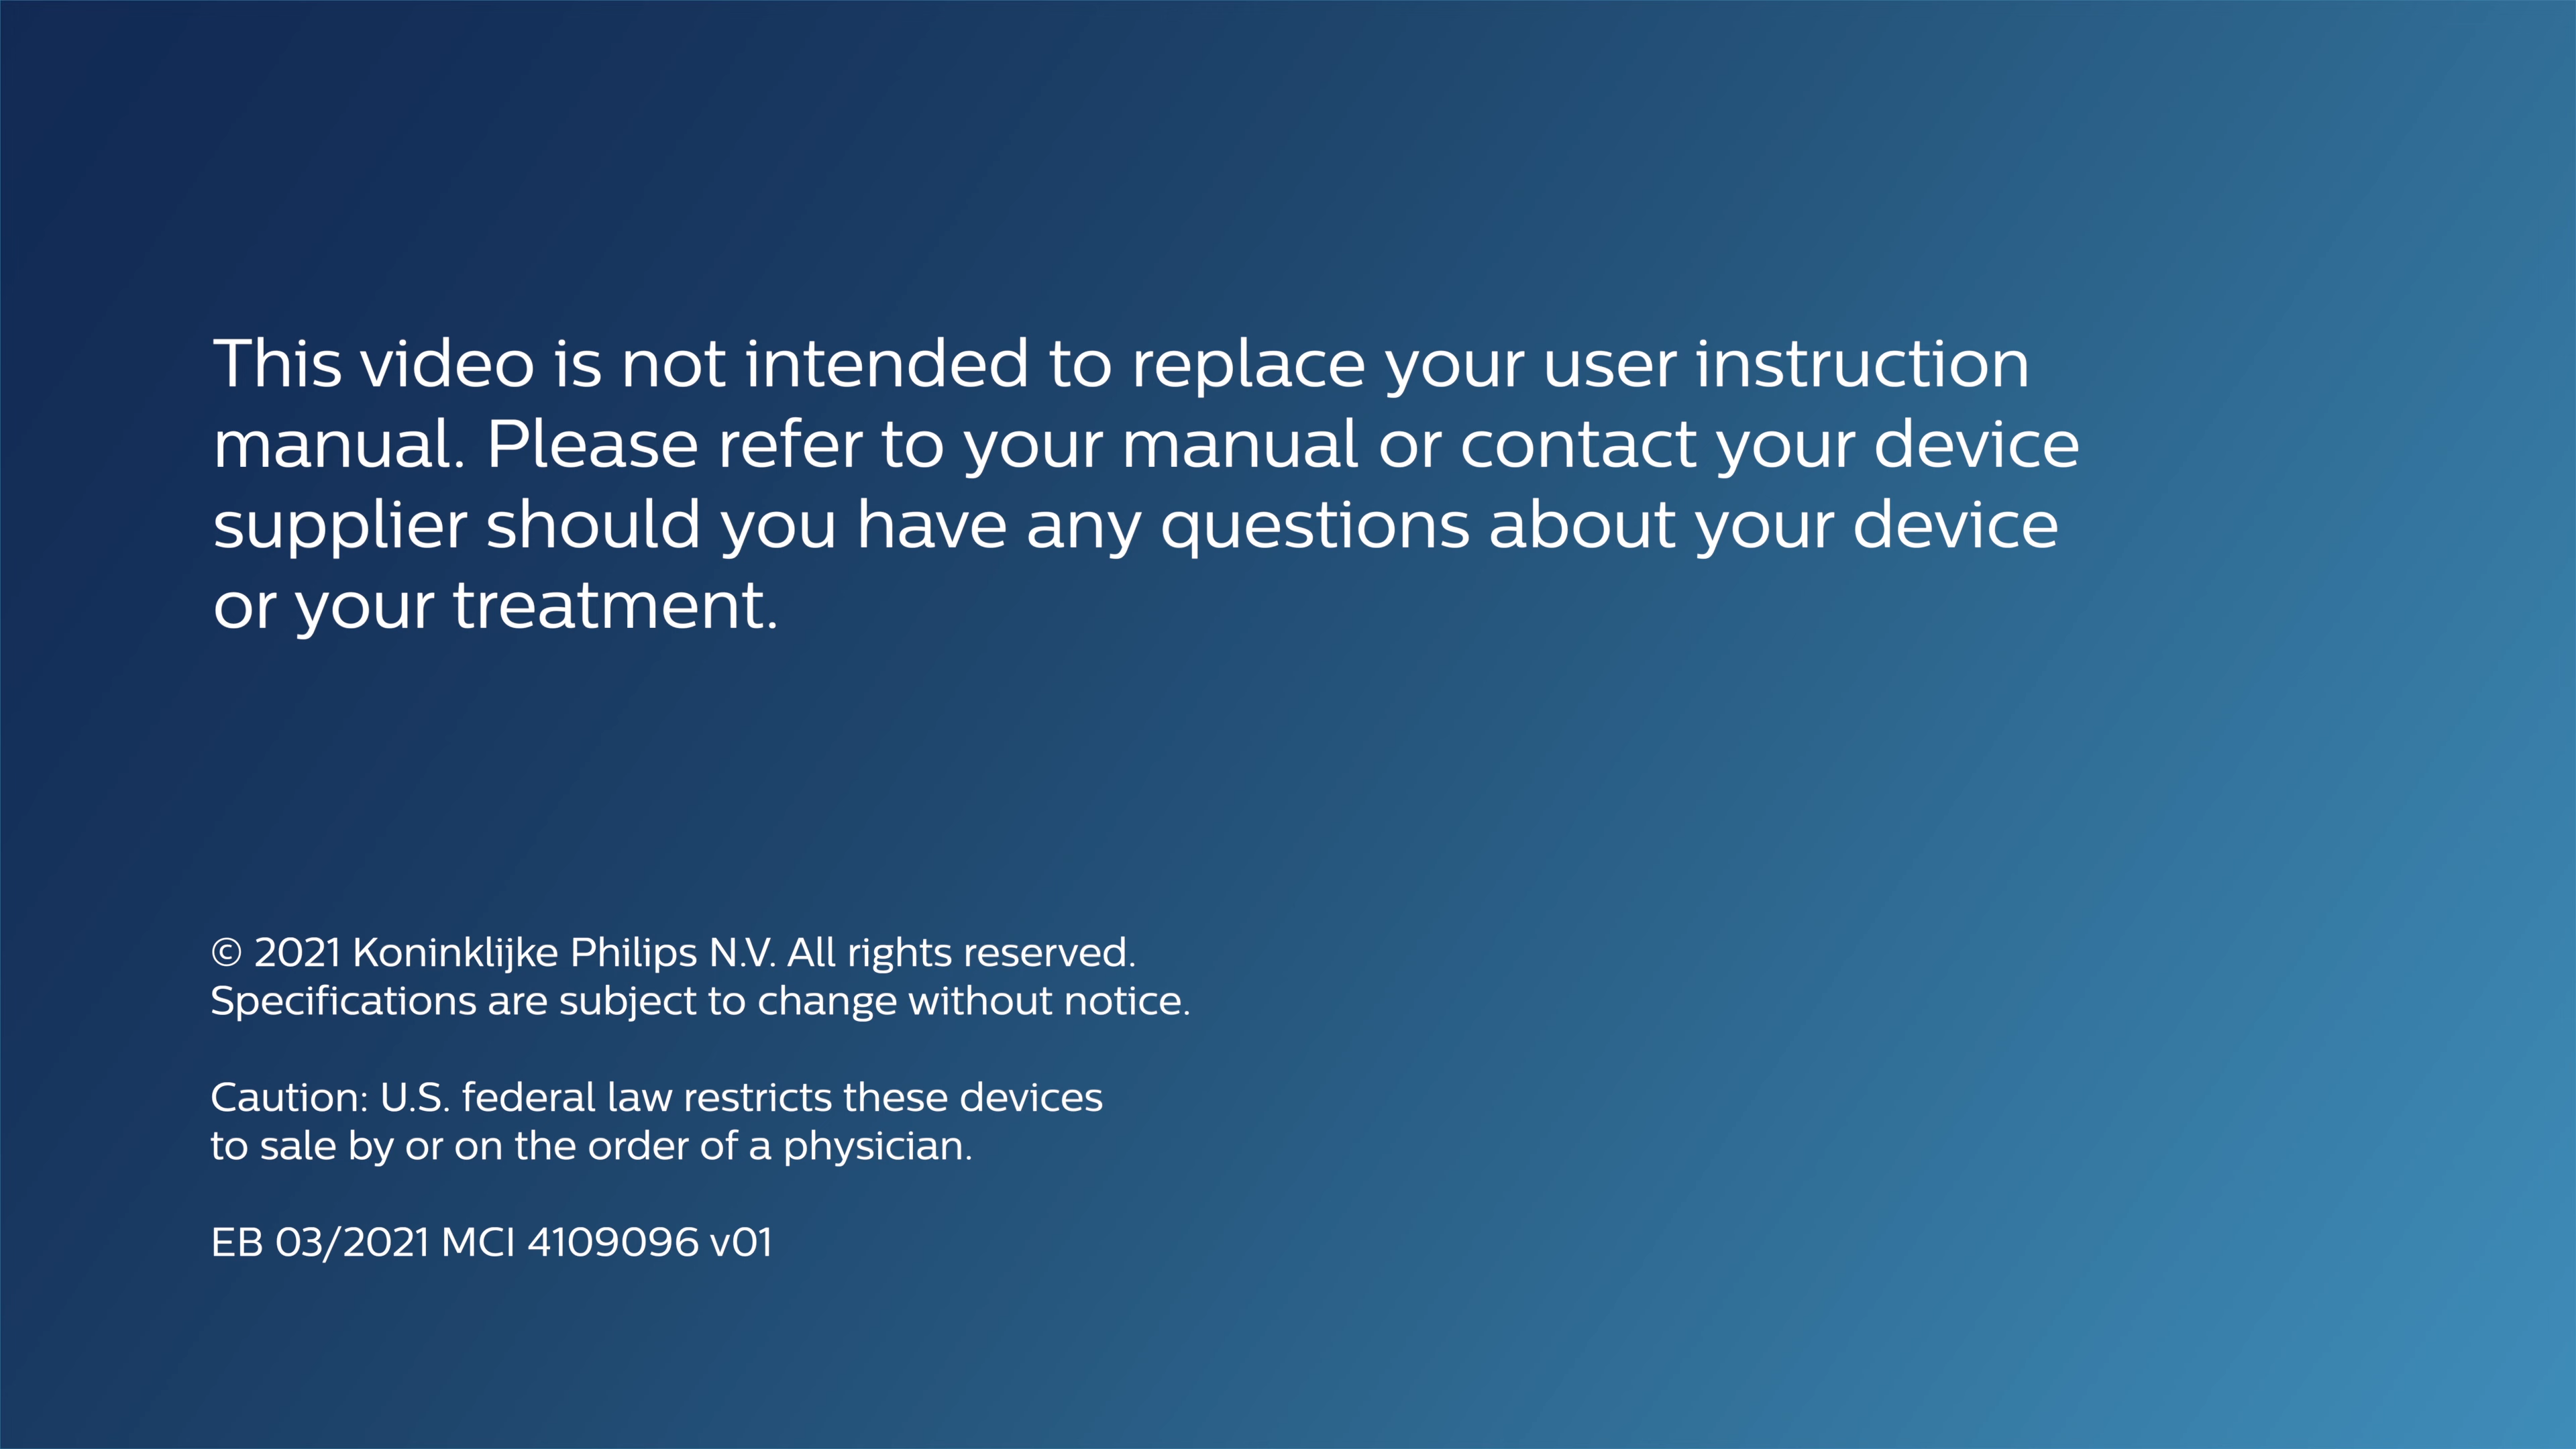 This video is not intended to replace your user instruction
manual. Please refer to your manual or contact your device
supplier should you have any questions about your device
or your treatment.
© 2021 Koninklijke Philips N.V. All rights reserved.
Specifications are subject to change without notice.
Caution: U.S. federal law restricts these devices
to sale by or on the order of a physician.
EB 03/2021 MCI 4109096 v01